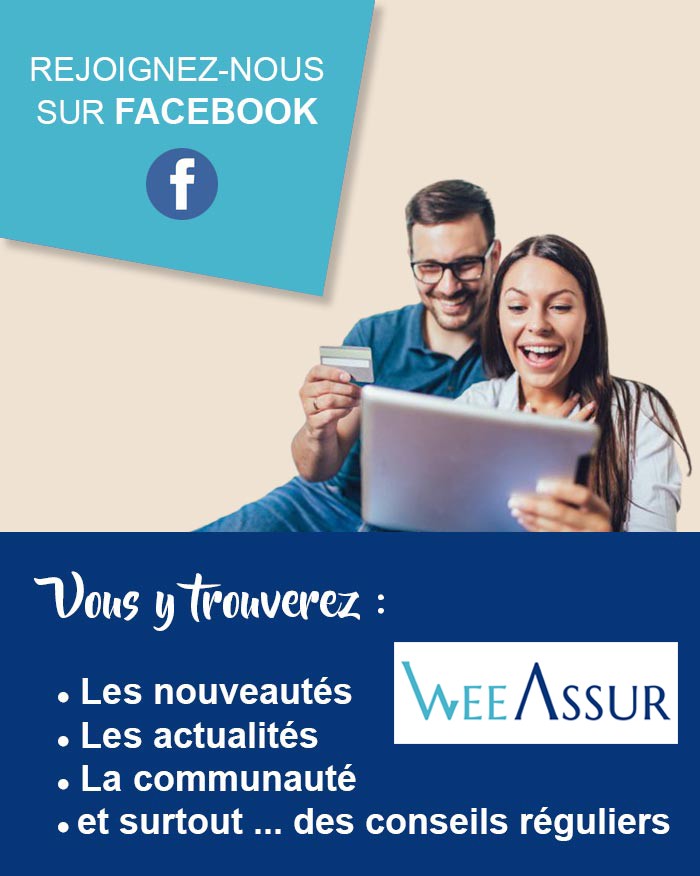 REJOIGNEZ-NOUS
SUR FACEBOOK
f
Vous y trouverez :
• Les nouveautés
• Les actualités
• La communauté
• et surtout ... des conseils réguliers
WEEASSUR